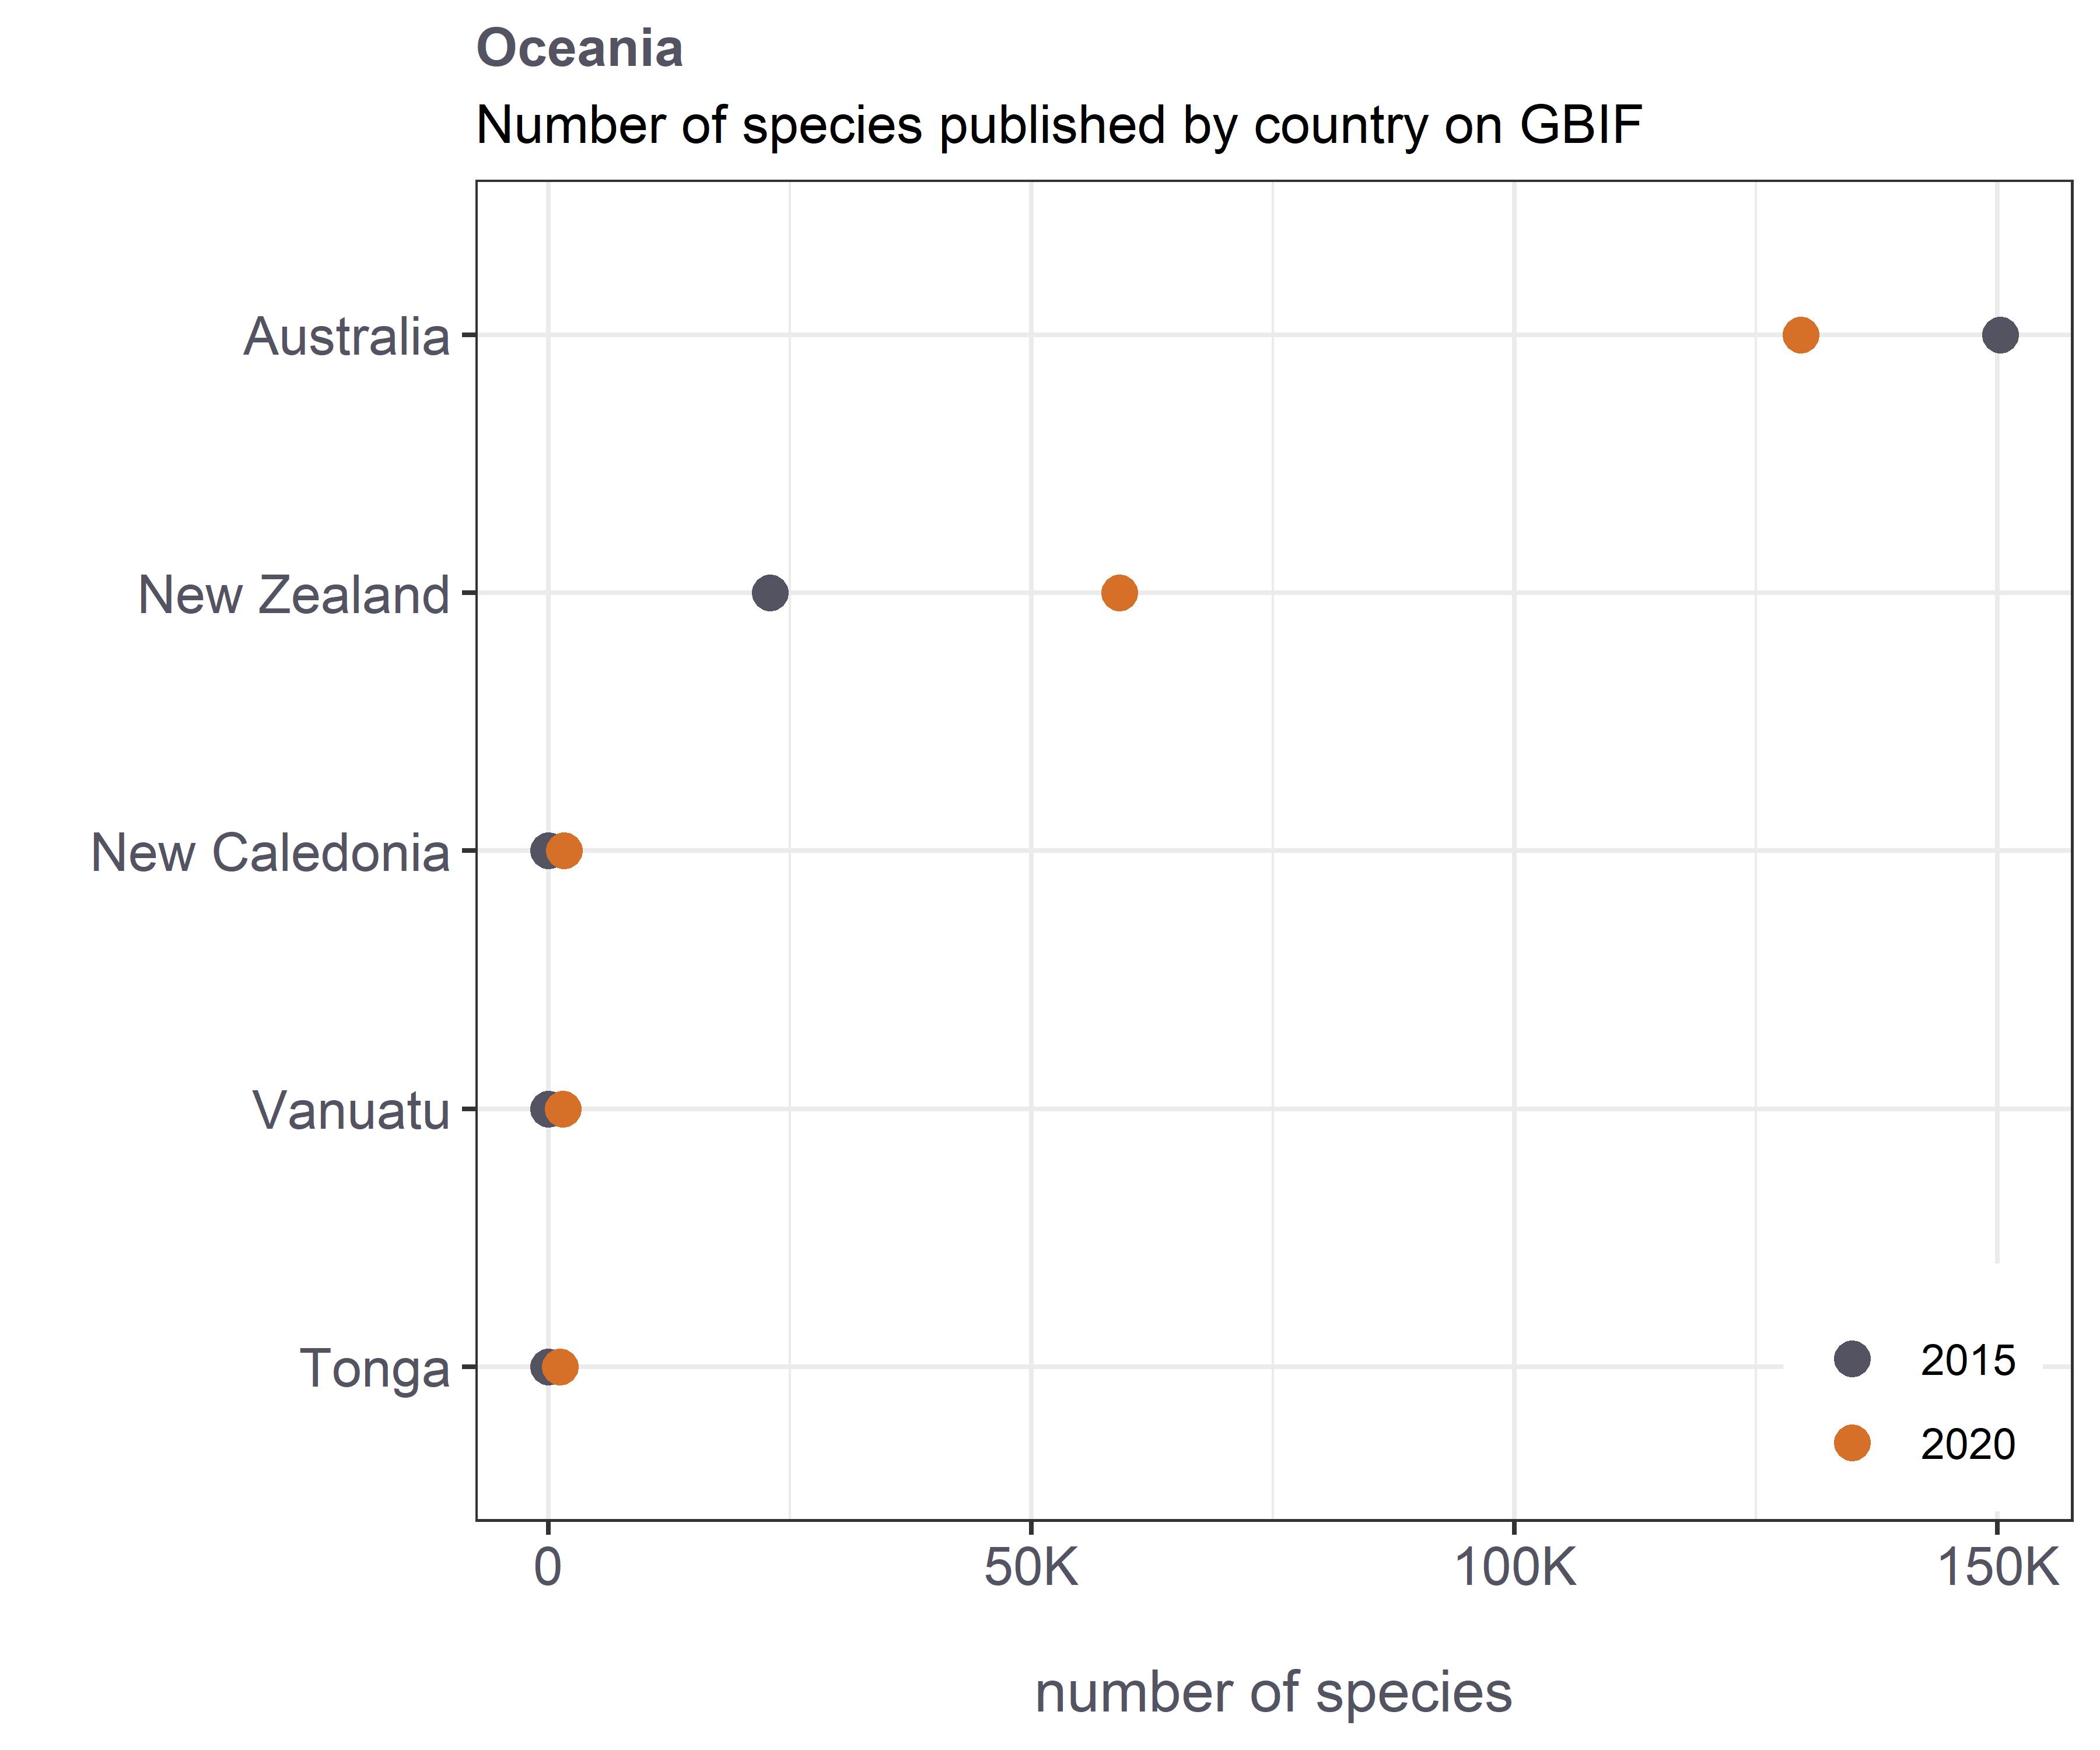 Oceania
Number of species published by country on GBIF
Australia
New Zealand
New Caledonia
Vanuatu
Tonga
2015
2020
0 50K 100K 150K
number of species